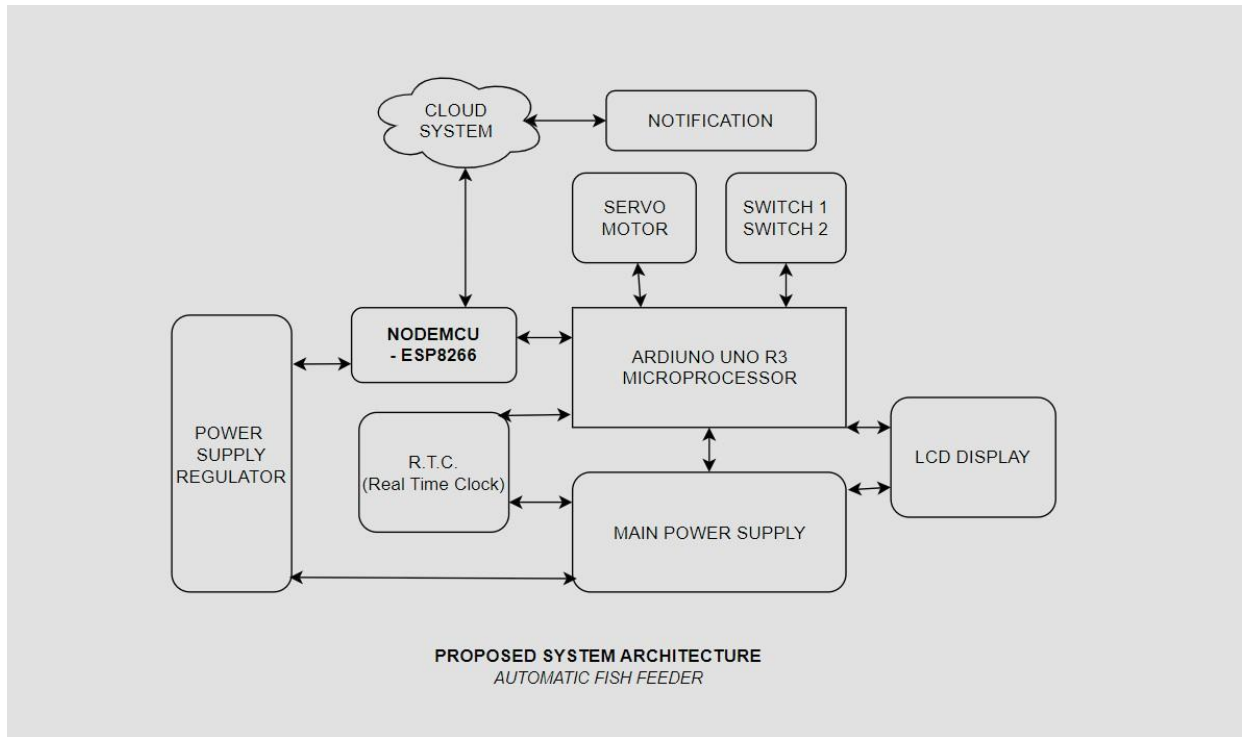 CLOUD
SYSTEM
NOTIFICATION
SERVO
MOTOR
SWITCH 1
SWITCH 2
NODEMCU
- ESP8266
ARDIUNO UNO R3
MICROPROCESSOR
POWER
SUPPLY
REGULATOR
R.T.C.
(Real Time Clock)
LCD DISPLAY
MAIN POWER SUPPLY
PROPOSED SYSTEM ARCHITECTURE
AUTOMATIC FISH FEEDER